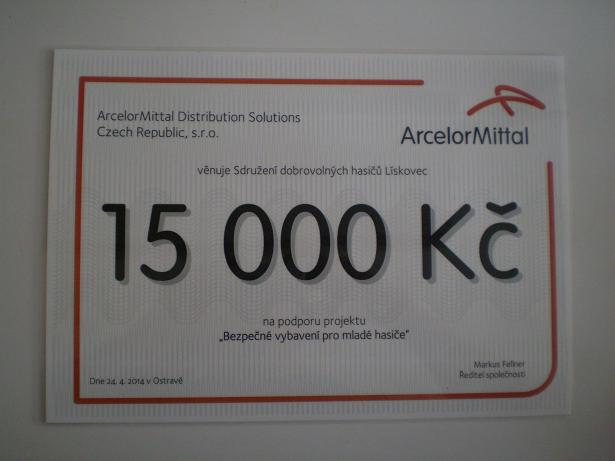 ArcelorMittal Distribution Solutions
Czech Republic, s.r.o.
ArcelorMittal
věnuje Sdružení dobrovolných hasičů Lískovec
15 000 Kč
na podporu projektu
„Bezpečné vybavení pro mladé hasiče“
Markus Fellner
Ředitel společnosti
Dne 24. 4. 2014 v Ostravě